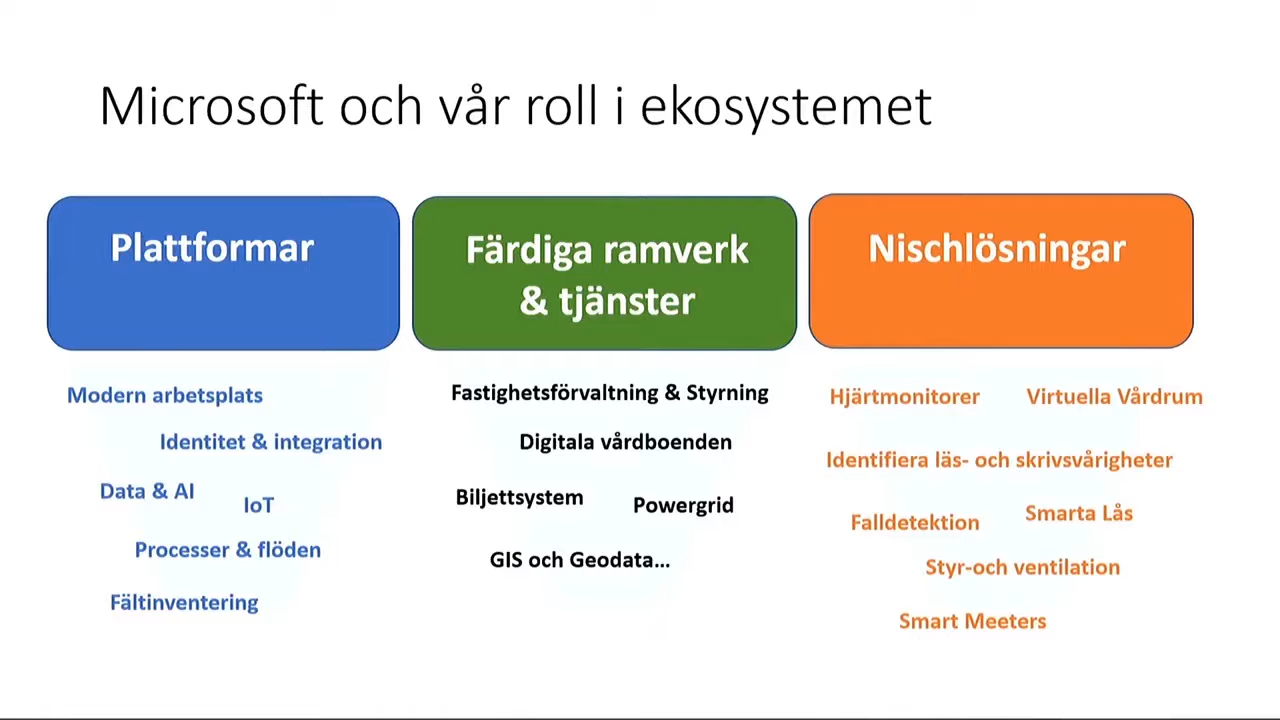 Microsoft och vår roll i ekosystemet
Plattformar
Färdiga ramverk
& tjänster
Nischlösningar
Modern arbetsplats
Identitet & integration
Data & AI
IoT
Processer & flöden
Fältinventering
Fastighetsförvaltning & Styrning
Digitala vårdboenden
Biljettsystem
Powergrid
GIS och Geodata...
Hjärtmonitorer
Virtuella Vårdrum
Identifiera läs- och skrivsvårigheter
Falldetektion
Smarta Lås
Styr-och ventilation
Smart Meeters